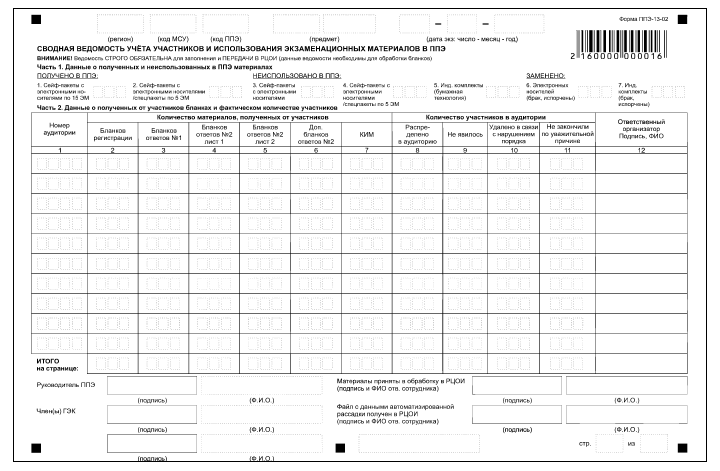 Форма ППЭ-13-02
(регион) (код МСУ) (код ППЭ) (предмет) (дата экз: число - месяц - год)
СВОДНАЯ ВЕДОМОСТЬ УЧЁТА УЧАСТНИКОВ И ИСПОЛЬЗОВАНИЯ ЭКЗАМЕНАЦИОННЫХ МАТЕРИАЛОВ В ППЭ
2160000000016
ВНИМАНИЕ! Ведомость СТРОГО ОБЯЗАТЕЛЬНА для заполнения и ПЕРЕДАЧИ В РЦОИ (данные ведомости необходимы для обработки бланков)
Часть 1. Данные о полученных и неиспользованных в ППЭ материалах
ПОЛУЧЕНО В ППЭ: НЕИСПОЛЬЗОВАНО В ППЭ: ЗАМЕНЕНО:
1. Сейф-пакеты с
электронными но-
сителями по 15 ЭМ
2. Сейф-пакеты с
электронными носителями
/спецпакеты по 5 ЭМ
3. Сейф-пакеты с
электронными
носителями
4. Сейф-пакеты с
электронными
носителями
/спецпакеты по 5 ЭМ
5. Инд. комплекты
(бумажная
технология)
6. Электронных
носителей
(брак, испорчены)
7. Инд.
комплекты
(брак,
испорчены)
Часть 2. Данные о полученных от участников бланках и фактическом количестве участников
Номер
аудитории
Количество материалов, полученных от участников
Количество участников в аудитории
Ответственный
организатор
Подпись, ФИО
Бланков
регистрации
Бланков
ответов №1
Бланков
ответов №2
лист 1
Бланков
ответов №2
лист 2
Доп.
бланков
ответов №2
КИМ
Распре-
делено
в аудиторию
Не явилось
Удалено в связи
с нарушением
порядка
Не закончили
по уважительной
причине
1 2 3 4 5 6 7 8 9 10 11 12
ИТОГО
на странице:
Руководитель ППЭ
(подпись) (Ф.И.О.)
Материалы приняты в обработку в РЦОИ
(подпись и ФИО отв. сотрудника)
(подпись) (Ф.И.О.)
Член(ы) ГЭК
(подпись) (Ф.И.О.)
Файл с данными автоматизированной
рассадки получен в РЦОИ
(подпись и ФИО отв. сотрудника)
(подпись) (Ф.И.О.)
(подпись) (Ф.И.О.)
стр. из